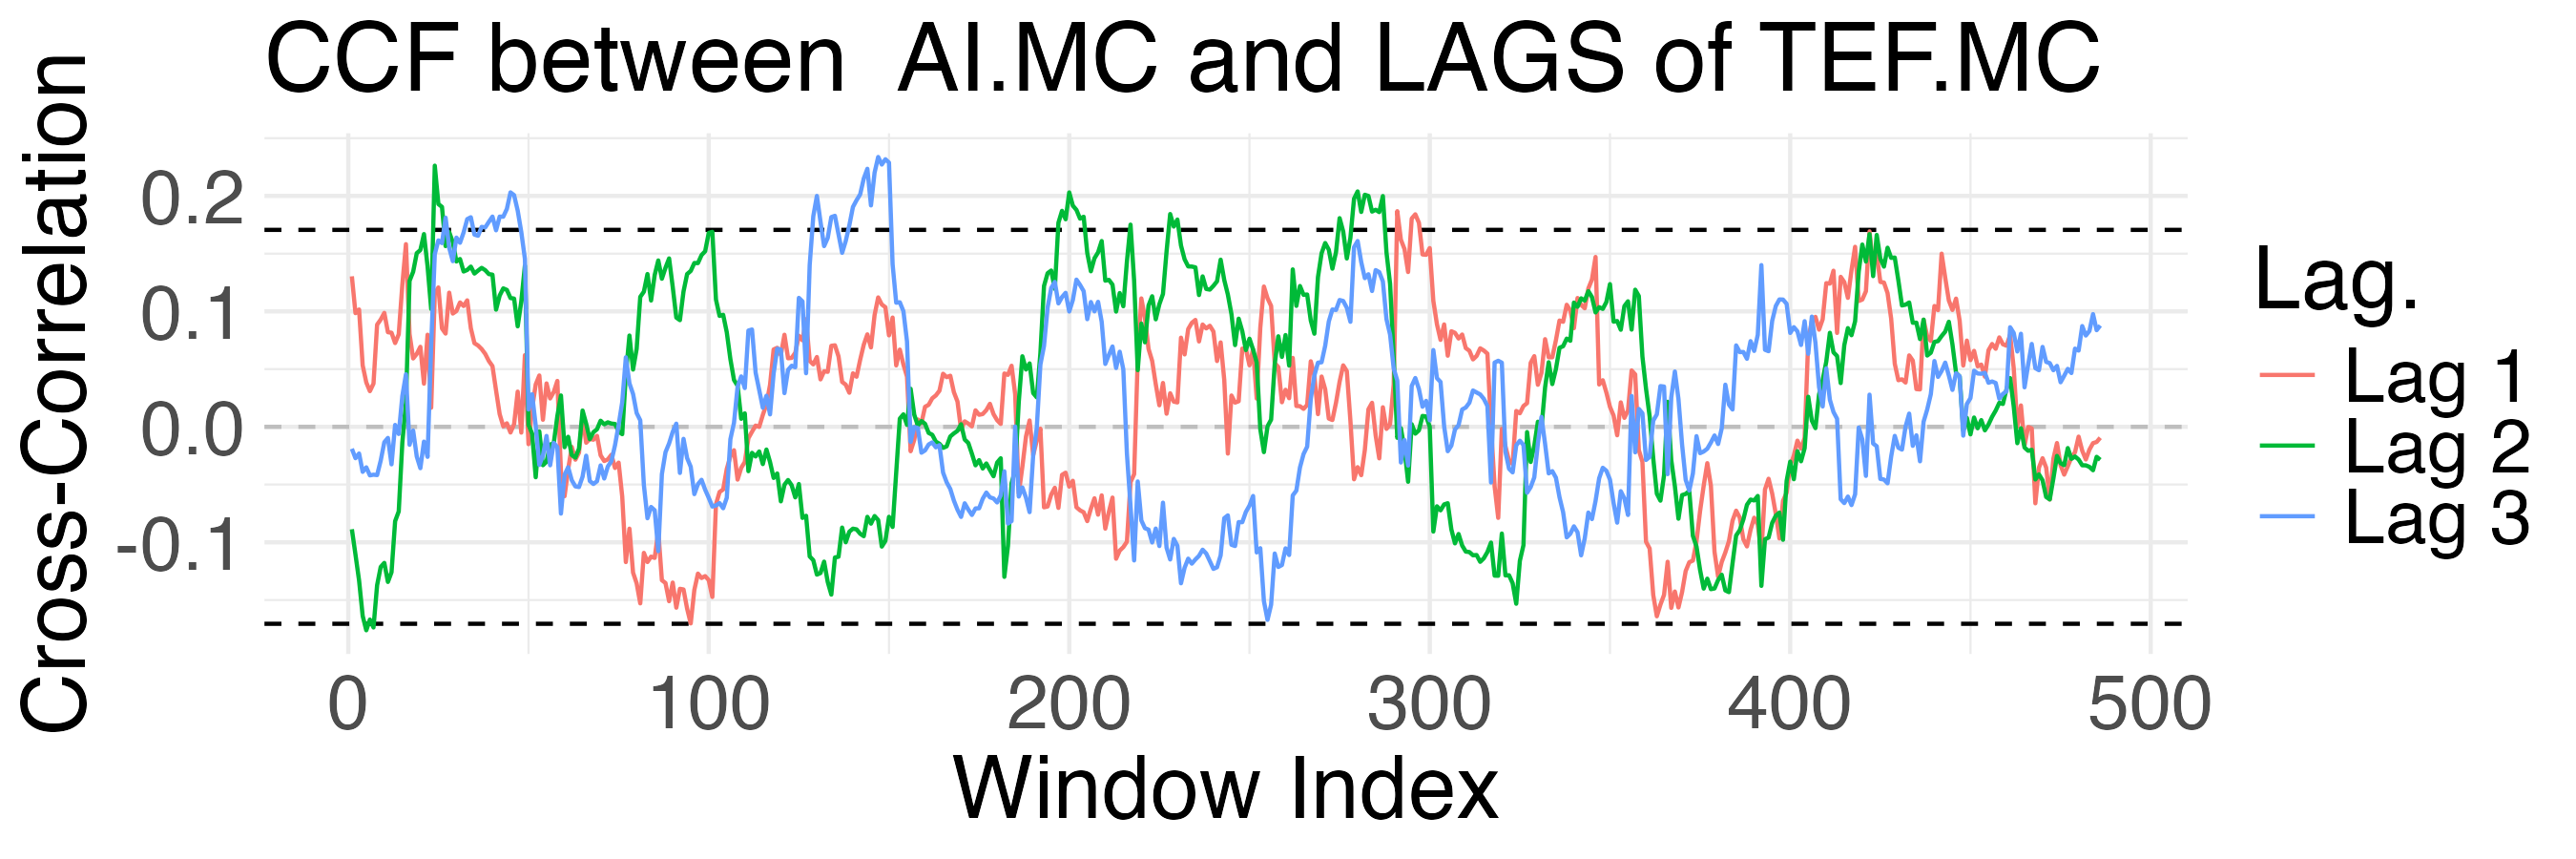 CCF between  AI.MC and LAGS of TEF.MC
Cross-Correlation
0.2
0.1
0.0
-0.1
0 100 200 300 400 500
Window Index
Lag.
Lag 1
Lag 2
Lag 3